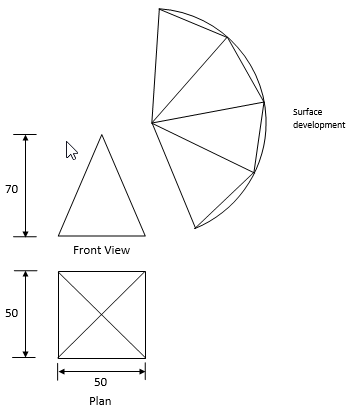 Surface
development
70
Front View
50
50
Plan